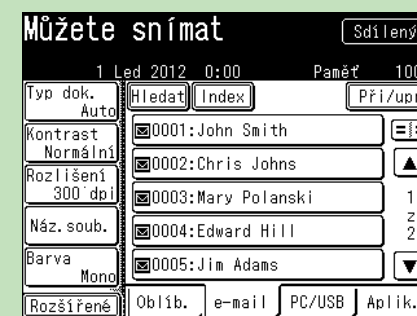 Můžete snímat
Sdílený
1 Led 2012 0:00 Paměť 100
Typ dok.
Auto
Hledat Index Při/upr
Kontrast
Normální
0001:John Smith
0002:Chris Johns
Rozlišení
300 dpi
0003:Mary Polanski
1
z
2
Náz.soub.
0004:Edward Hill
Barva
Mono
0005:Jim Adams
Rozšířené Oblíb. e-mail PC/USB Aplik.